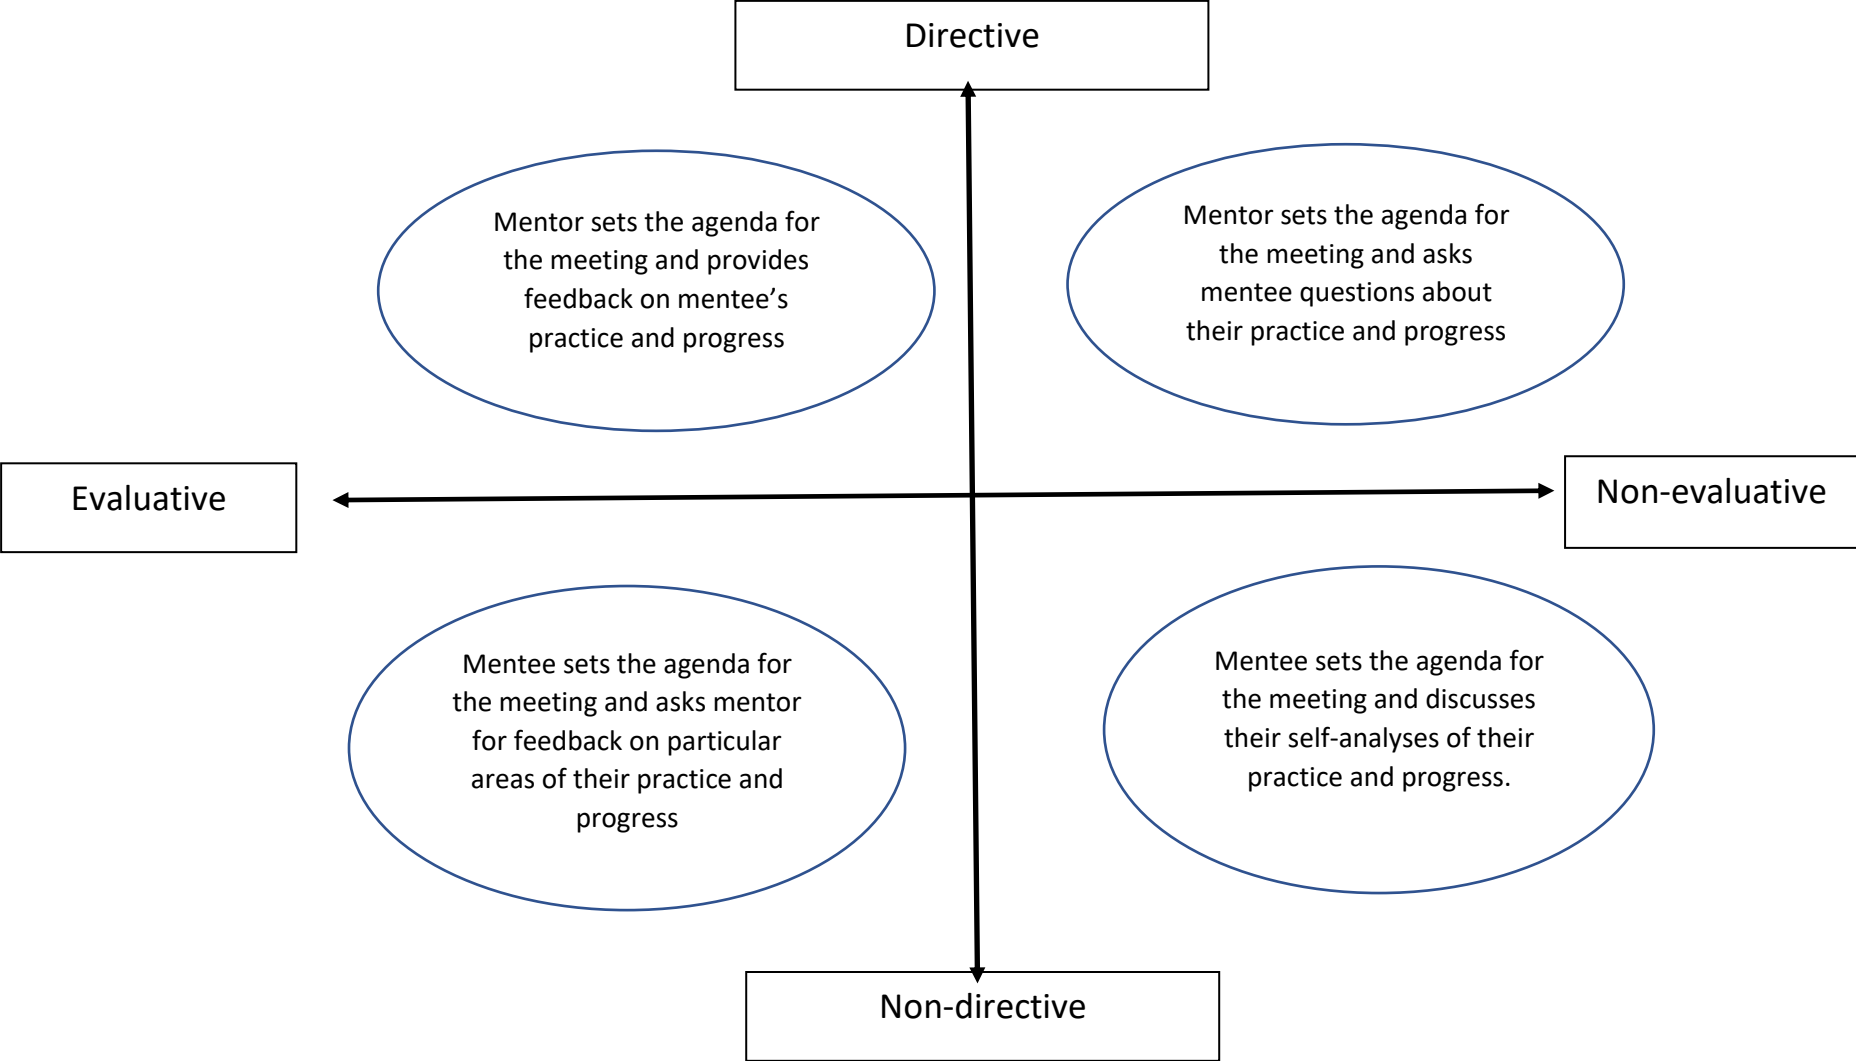 Directive
Mentor sets the agenda for
the meeting and provides
feedback on mentee’s
practice and progress
Mentor sets the agenda for
the meeting and asks
mentee questions about
their practice and progress
Evaluative
Non-evaluative
Mentee sets the agenda for
the meeting and asks mentor
for feedback on particular
areas of their practice and
progress
Mentee sets the agenda for
the meeting and discusses
their self-analyses of their
practice and progress.
Non-directive